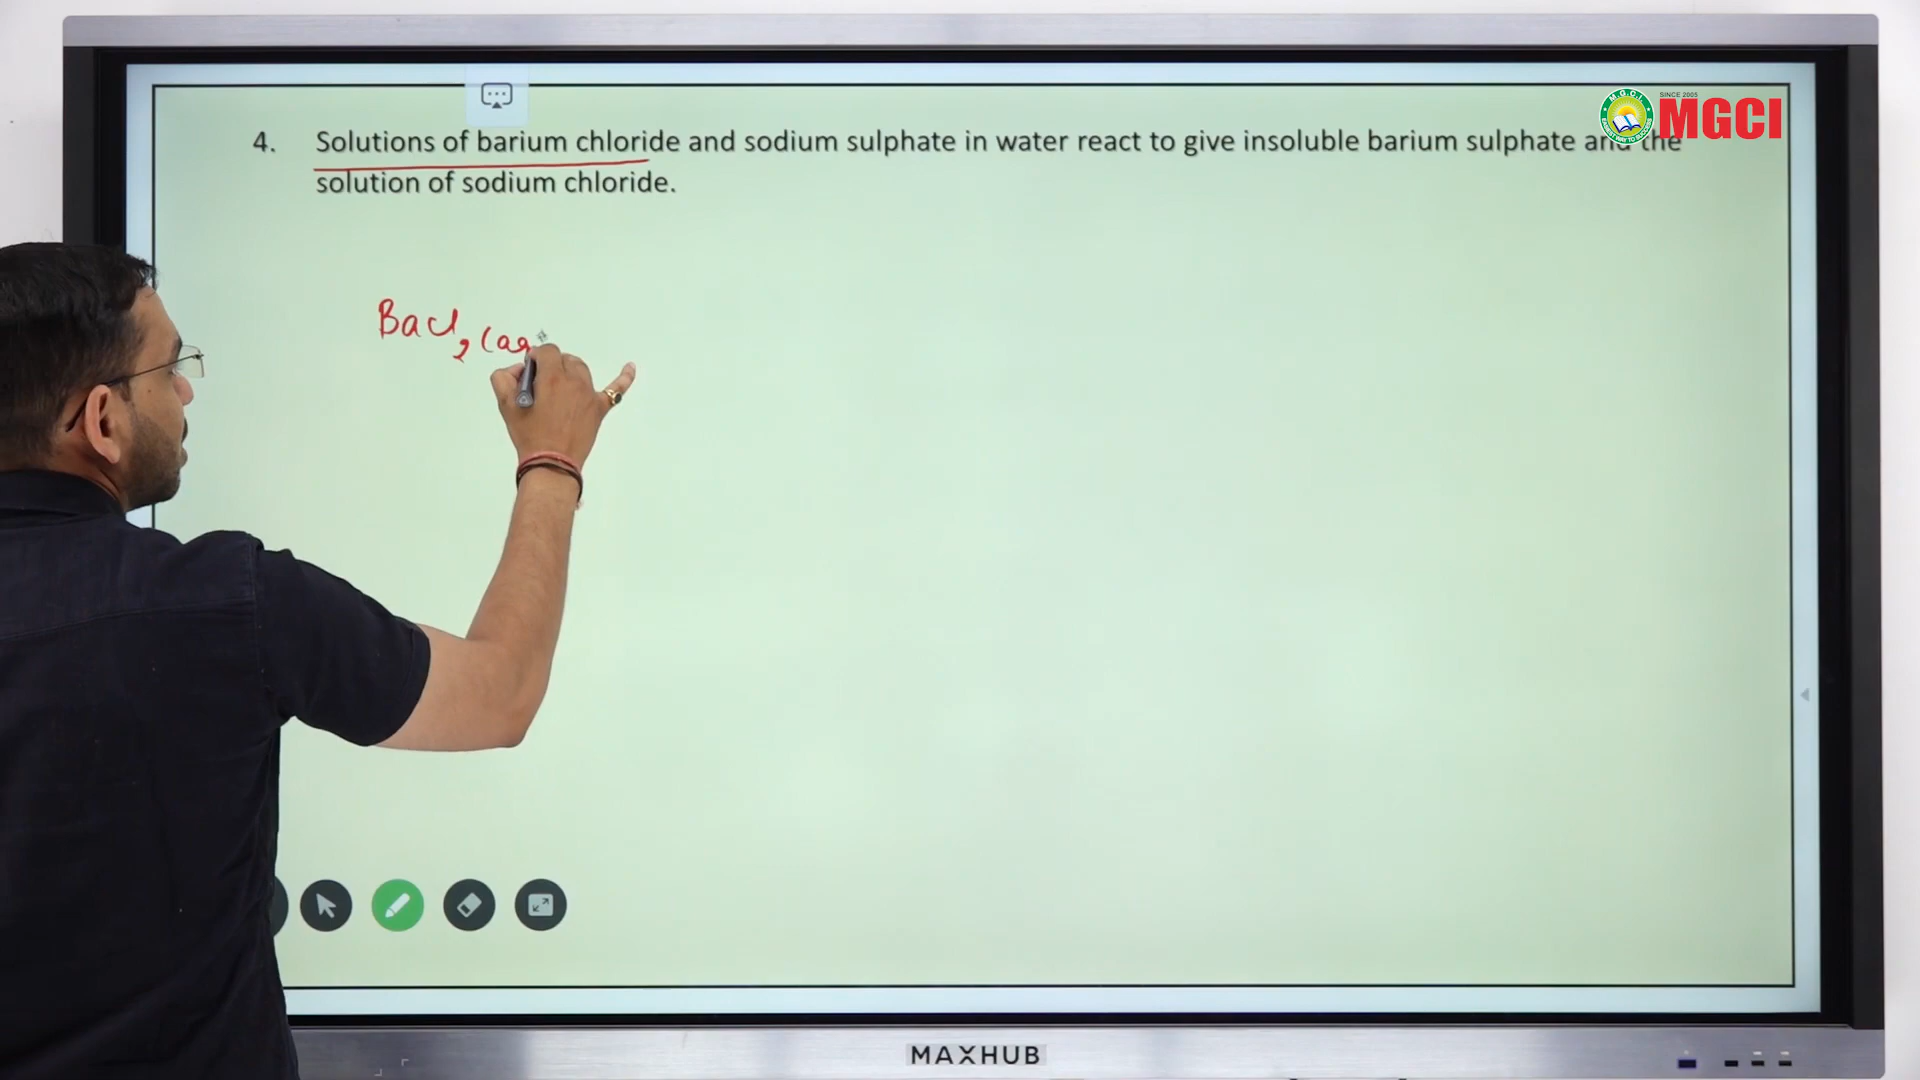 SINCE 2005
M.G.C.I.
MGCI
4. Solutions of barium chloride and sodium sulphate in water react to give insoluble barium sulphate and the
solution of sodium chloride.
BaCl2 (aq
MAXHUB